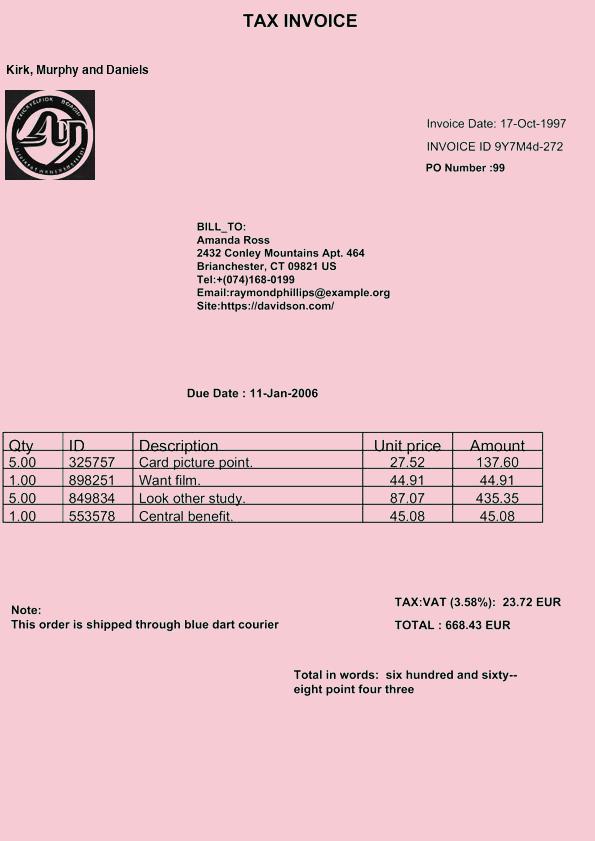 TAX INVOICE
Kirk, Murphy and Daniels
Invoice Date: 17-Oct-1997
INVOICE ID 9Y7M4d-272
PO Number :99
BILL_TO:
Amanda Ross
2432 Conley Mountains Apt. 464
Brianchester, CT 09821 US
Tel:+(074)168-0199
Email:raymondphillips@example.org
Site:https://davidson.com/
Due Date : 11-Jan-2006
Qty ID Description Unit price Amount
5.00 325757 Card picture point. 27.52 137.60
1.00 898251 Want film. 44.91 44.91
5.00 849834 Look other study. 87.07 435.35
1.00 553578 Central benefit. 45.08 45.08
TAX:VAT (3.58%): 23.72 EUR
Note:
This order is shipped through blue dart courier
TOTAL : 668.43 EUR
Total in words: six hundred and sixty--
eight point four three